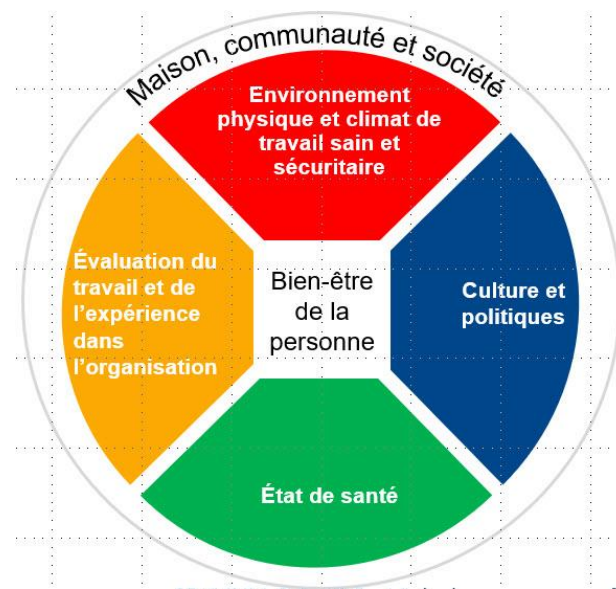 Maison, communauté et société
Environnement
physique et climat de
travail sain et
sécuritaire
Évaluation du
travail et de
l'expérience
dans
l'organisation
Bien-être
de la
personne
Culture et
politiques
État de santé